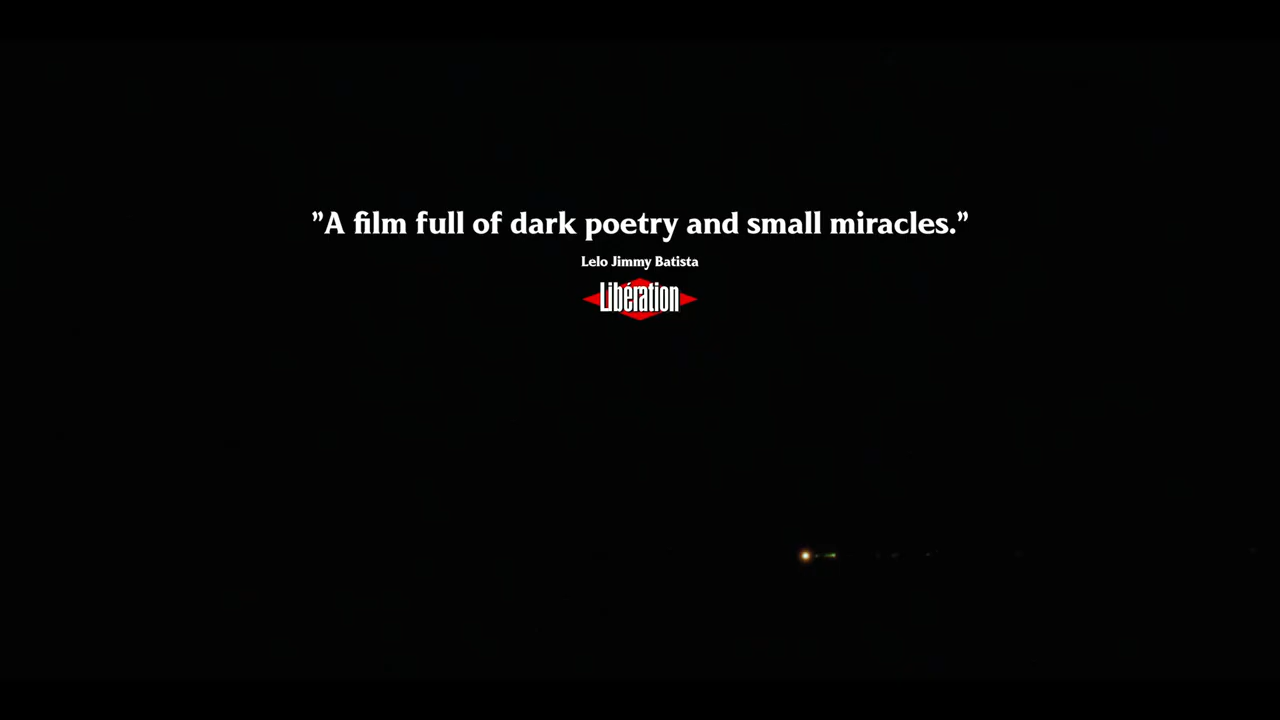 ”A film full of dark poetry and small miracles.”
Lelo Jimmy Batista
Libération